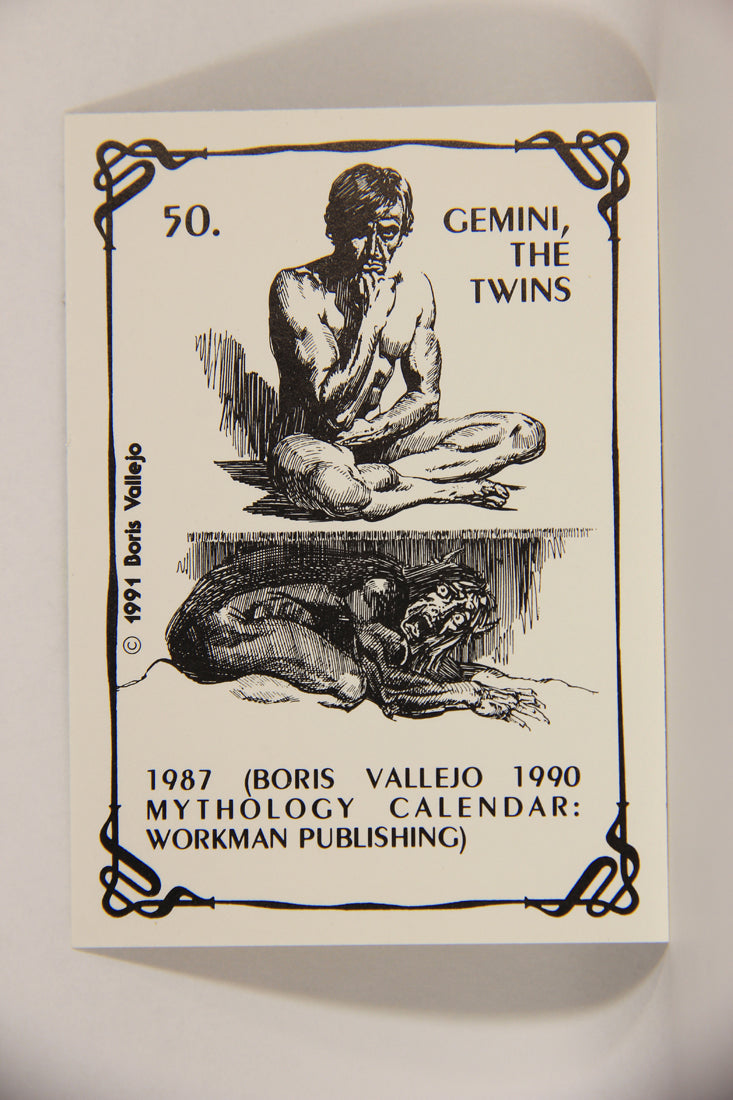 50.
GEMINI,
THE
TWINS
© 1991 Boris Vallejo
1987 (BORIS VALLEJO 1990
MYTHOLOGY CALENDAR:
WORKMAN PUBLISHING)